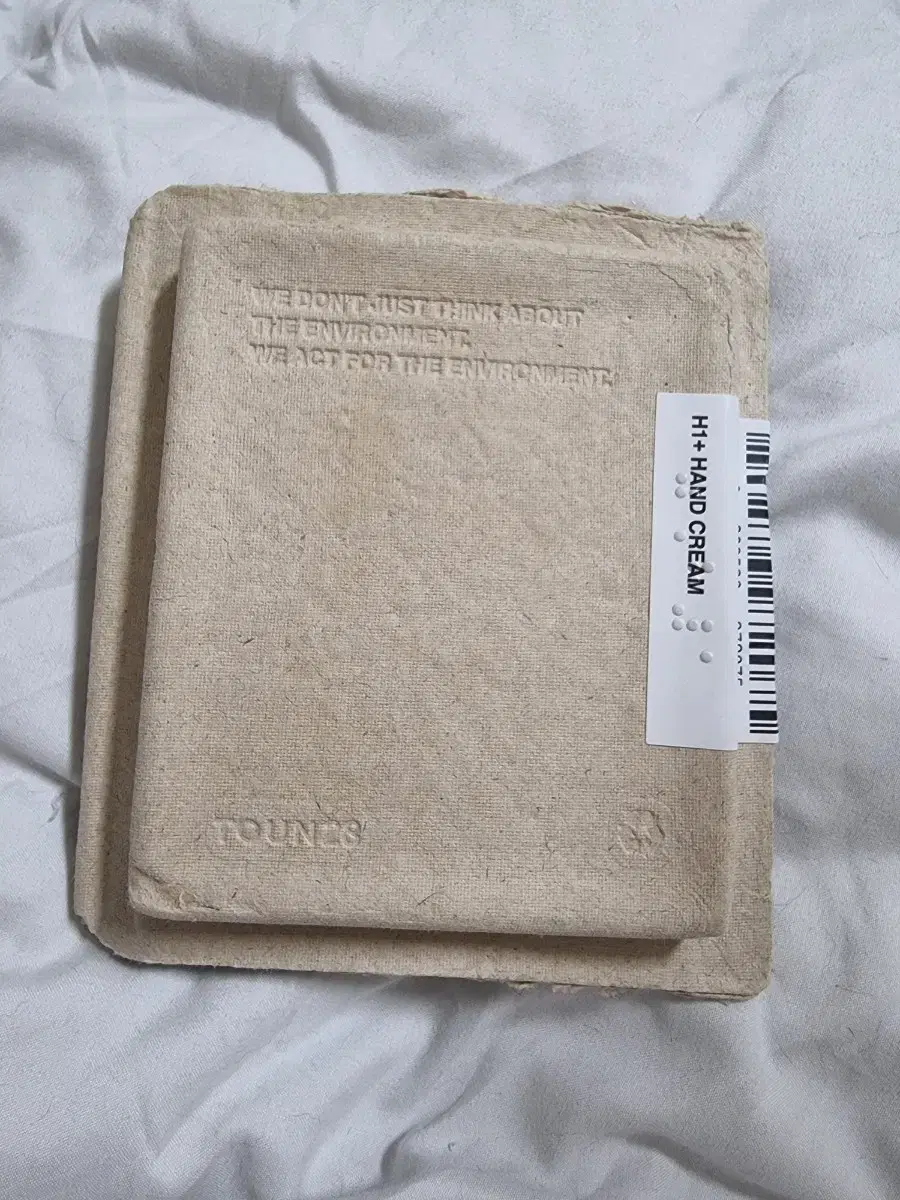 WE DON'T JUST THINK ABOUT
THE ENVIRONMENT.
WE ACT FOR THE ENVIRONMENT.
H1+ HAND CREAM
TOUN28